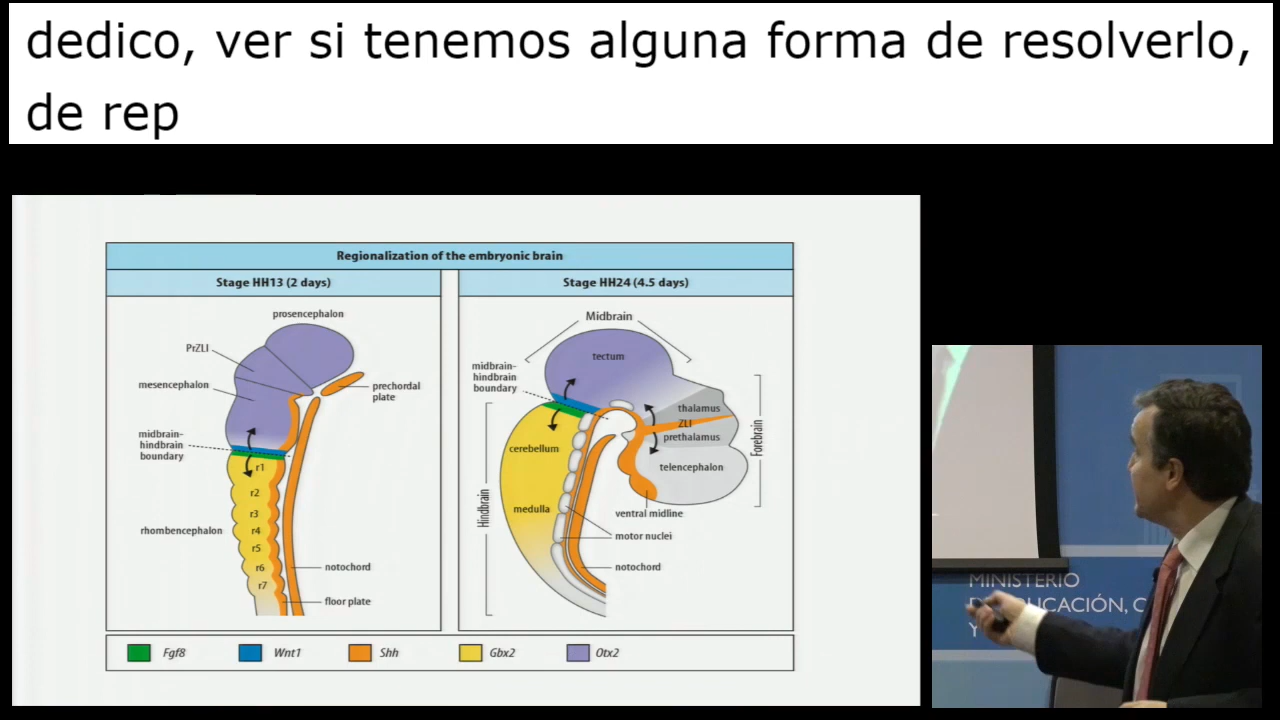 dedico, ver si tenemos alguna forma de resolverlo,
de rep
Regionalization of the embryonic brain
Stage HH13 (2 days)
prosencephalon
PrZLI
mesencephalon
prechordal
plate
midbrain-
hindbrain
boundary
r1
r2
r3
r4
r5
r6
r7
rhombencephalon
notochord
floor plate
Stage HH24 (4.5 days)
Midbrain
tectum
midbrain-
hindbrain
boundary
thalamus
ZLI
prethalamus
Forebrain
cerebellum
telencephalon
Hindbrain
medulla
ventral midline
motor nuclei
notochord
Fgf8
Wnt1
Shh
Gbx2
Otx2
MINISTERIO
DE EDUCACIÓN, C
Y